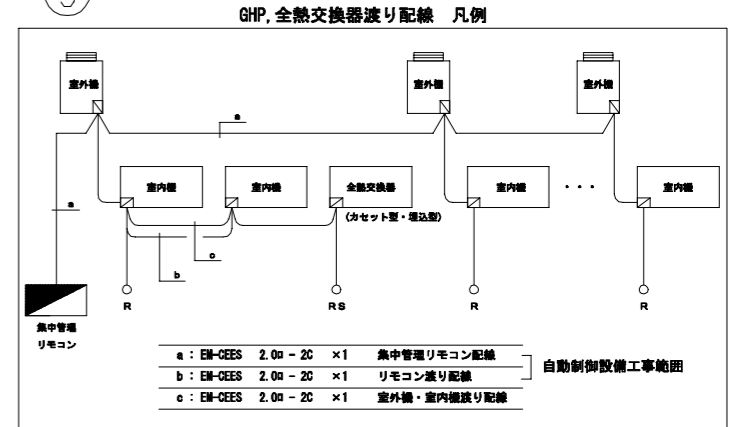 GHP,全熱交換器渡り配線 凡例
室外機
室外機
室外機
a
室内機
室内機
全熱交換器
室内機
・・・
室内機
(カセット型・埋込型)
a
c
b
R
RS
R
R
集中管理
リモコン
a : EM-CEES 2.0□ - 2C ×1 集中管理リモコン配線
b : EM-CEES 2.0□ - 2C ×1 リモコン渡り配線
自動制御設備工事範囲
c : EM-CEES 2.0□ - 2C ×1 室外機・室内機渡り配線